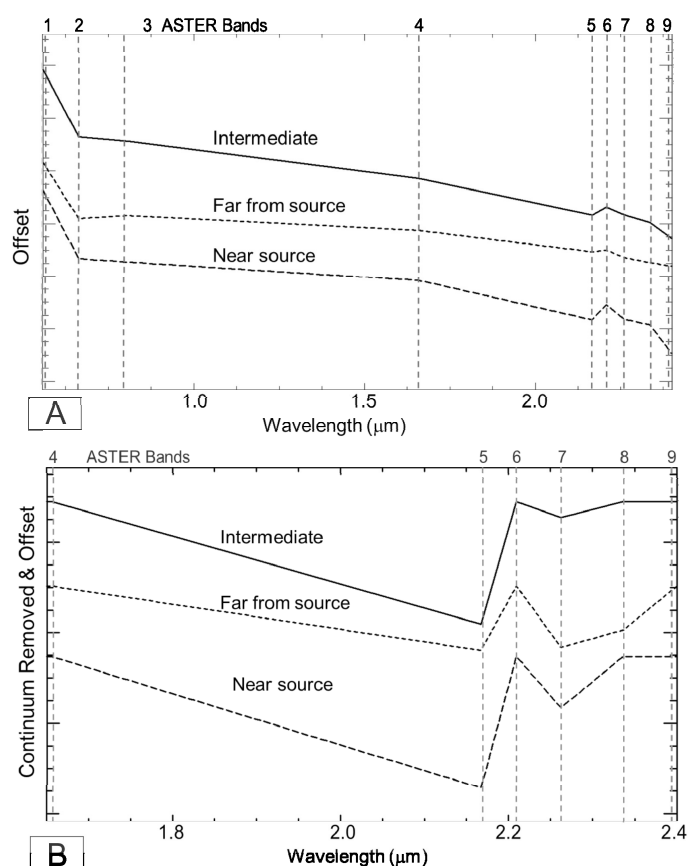 1 2 3 ASTER Bands 4 5 6 7 8 9
Intermediate
Far from source
Near source
Offset
1.0 1.5 2.0
A
Wavelength (μm)
4 ASTER Bands 5 6 7 8 9
Intermediate
Far from source
Near source
Continuum Removed & Offset
1.8 2.0 2.2 2.4
B
Wavelength (μm)